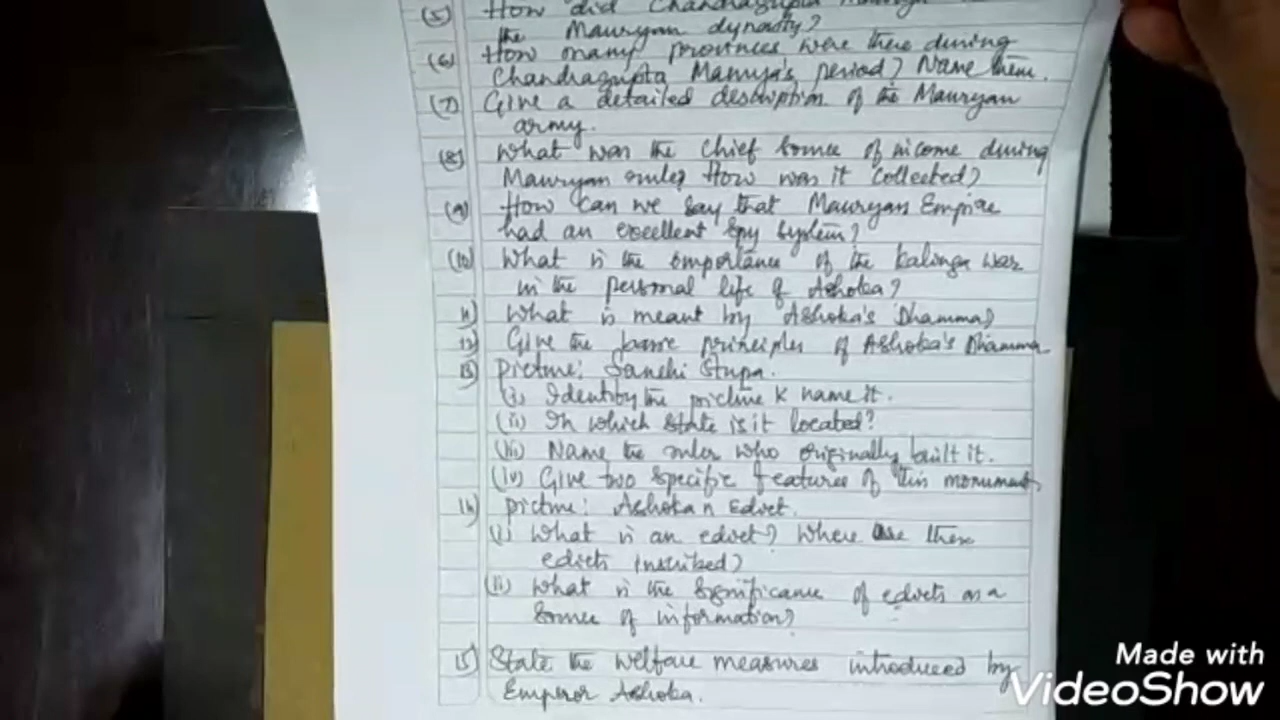 (5) How did Chandragupta
the Mauryan dynasty?
(6) How many provinces were there during
Chandragupta Maurya's period? Name them.
(7) Give a detailed description of the Mauryan
army.
(8) What was the chief source of income during
Mauryan rule? How was it collected?
(9) How can we say that Mauryan Empire
had an excellent spy system?
(10) What is the importance of the Kalinga war
in the personal life of Ashoka?
11) What is meant by Ashoka's Dhamma?
12) Give the principles of Ashoka's Dhamma
13) Picture: Sanchi Stupa.
(i) Identify the picture & name it.
(ii) In which state is it located?
(iii) Name the ruler who originally built it.
(iv) Give two specific features of this monument.
14) Picture: Ashokan Edict.
(i) What is an edict? Where are these
edicts inscribed?
(ii) What is the significance of edicts as a
source of information?
15) State the welfare measures introduced by
Emperor Ashoka.
Made with
VideoShow